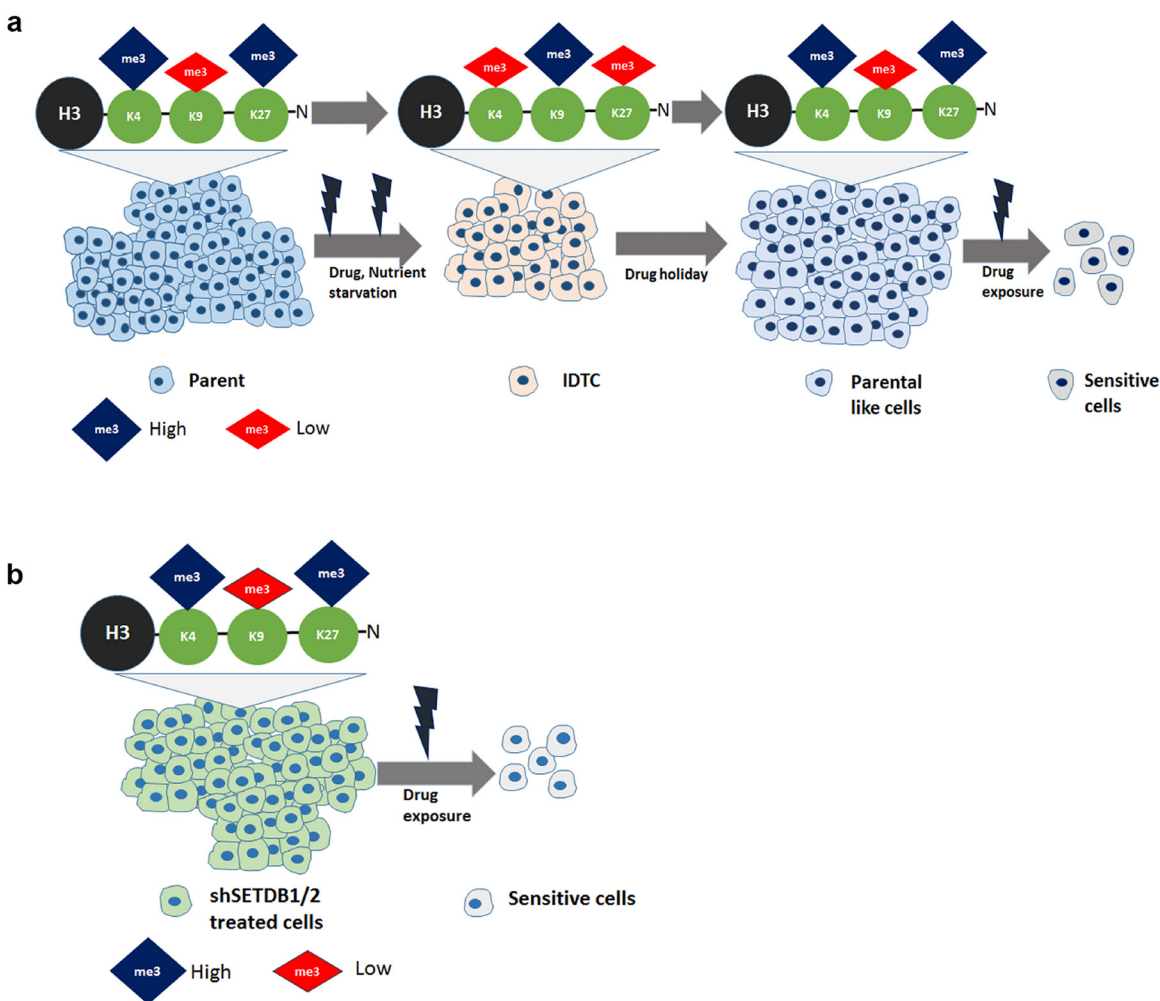 a
me3 me3 me3 me3 me3 me3 me3 me3 me3
H3 K4 K9 K27 N H3 K4 K9 K27 N H3 K4 K9 K27 N
Drug, Nutrient
starvation
Drug holiday
Drug
exposure
Parent
IDTC
Parental
like cells
Sensitive
cells
me3 High me3 Low
b
me3 me3 me3
H3 K4 K9 K27 N
Drug
exposure
shSETDB1/2
treated cells
Sensitive cells
me3 High me3 Low